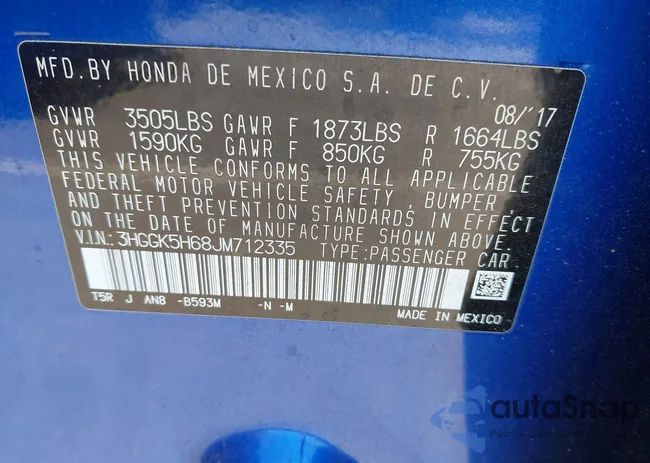 MFD.BY HONDA DE MEXICO S.A. DE C.V.
08/'17
GVWR 3505LBS GAWR F 1873LBS R 1664LBS
GVWR 1590KG GAWR F 850KG R 755KG
THIS VEHICLE CONFORMS TO ALL APPLICABLE
FEDERAL MOTOR VEHICLE SAFETY, BUMPER,
AND THEFT PREVENTION STANDARDS IN EFFECT
ON THE DATE OF MANUFACTURE SHOWN ABOVE.
V.I.N.:3HGGK5H68JM712335 TYPE:PASSENGER CAR
T5R J AN8 -B593M -N -M
MADE IN MEXICO
autoSnap